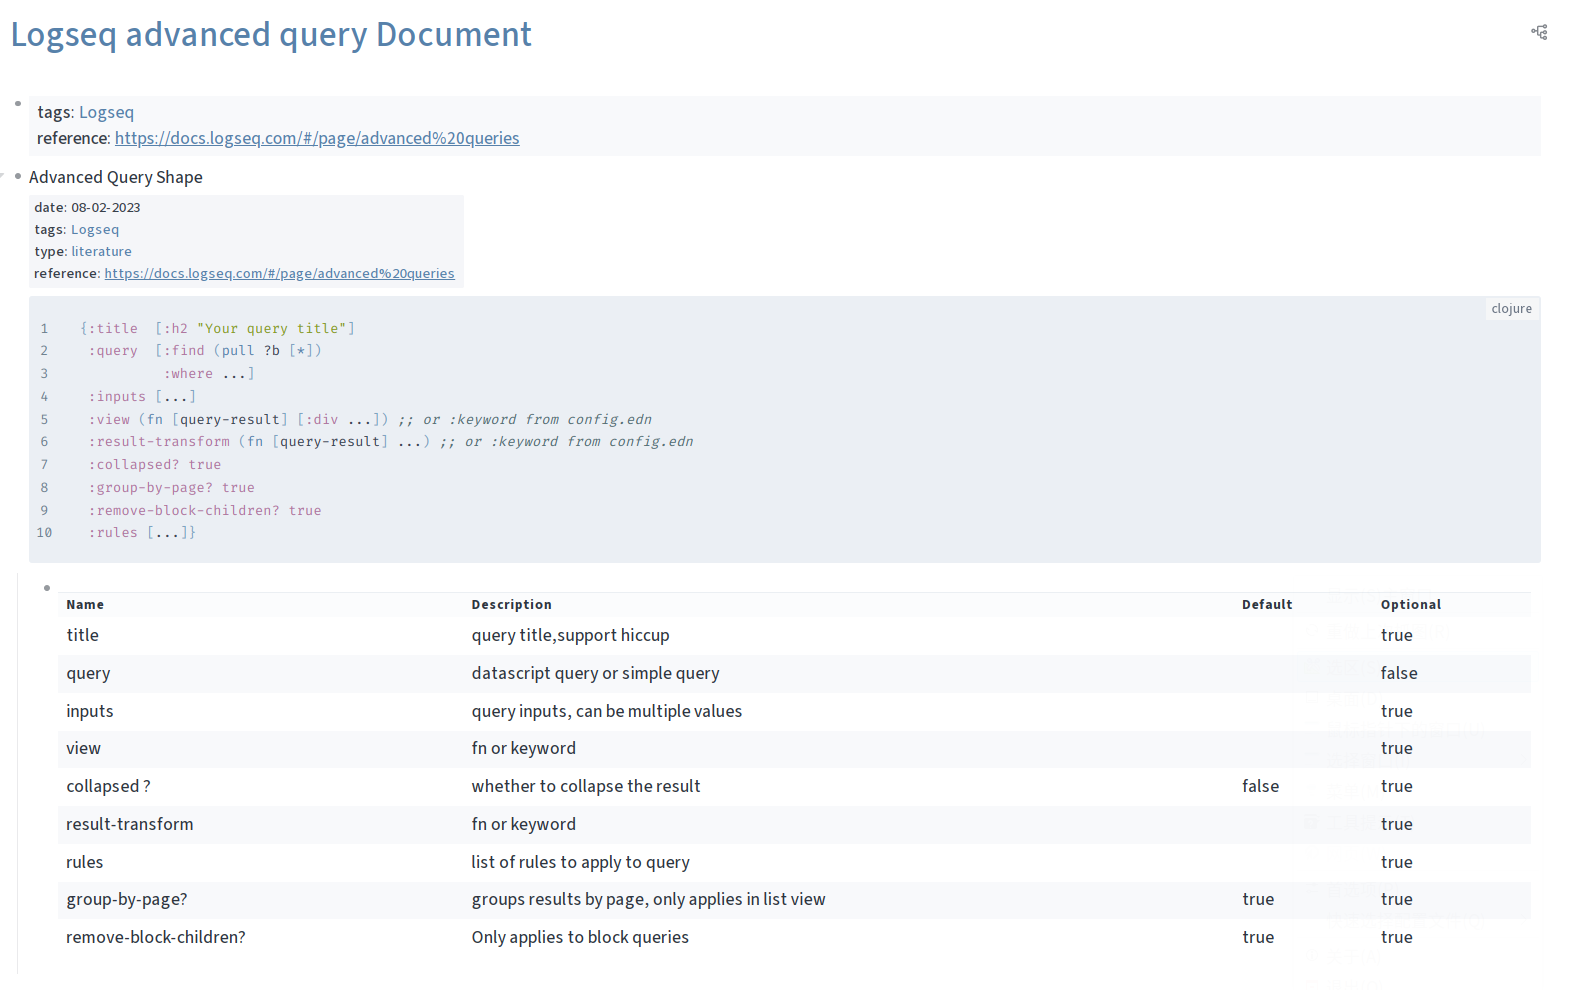 Logseq advanced query Document
tags: Logseq
reference: https://docs.logseq.com/#/page/advanced%20queries
Advanced Query Shape
date: 08-02-2023
tags: Logseq
type: literature
reference: https://docs.logseq.com/#/page/advanced%20queries
clojure
1 {:title  [:h2 "Your query title"]
2  :query  [:find (pull ?b [*])
3           :where ...]
4  :inputs [...]
5  :view (fn [query-result] [:div ...]) ;; or :keyword from config.edn
6  :result-transform (fn [query-result] ...) ;; or :keyword from config.edn
7  :collapsed? true
8  :group-by-page? true
9  :remove-block-children? true
10  :rules [...]}
Name Description Default Optional
title query title,support hiccup true
query datascript query or simple query false
inputs query inputs, can be multiple values true
view fn or keyword true
collapsed ? whether to collapse the result false true
result-transform fn or keyword true
rules list of rules to apply to query true
group-by-page? groups results by page, only applies in list view true true
remove-block-children? Only applies to block queries true true